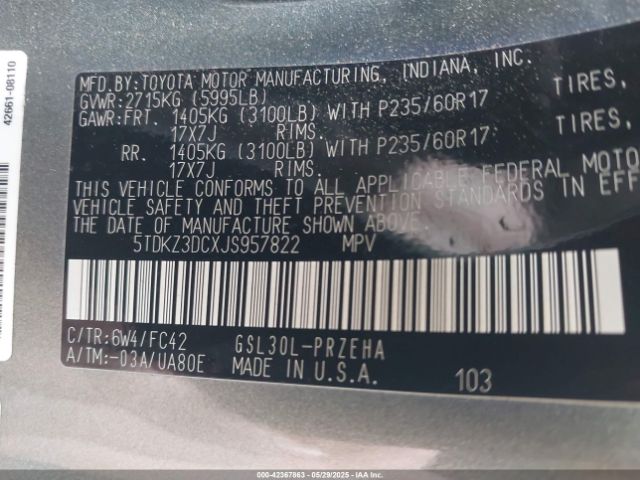 42661-08110
MFD.BY:TOYOTA MOTOR MANUFACTURING, INDIANA, INC.
GVWR:2715KG (5995LB)
GAWR:FRT. 1405KG (3100LB) WITH P235/60R17 TIRES,
17X7J RIMS.
RR. 1405KG (3100LB) WITH P235/60R17 TIRES,
17X7J RIMS.
THIS VEHICLE CONFORMS TO ALL APPLICABLE FEDERAL MOTO
VEHICLE SAFETY AND THEFT PREVENTION STANDARDS IN EFF
THE DATE OF MANUFACTURE SHOWN ABOVE.
5TDKZ3DCXJS957822 MPV
C/TR:6W4/FC42 GSL30L-PRZEHA
A/TM:-03A/UA80E MADE IN U.S.A. 103
000-42367863 05/29/2025 IAAHOLDINGS, LLC.